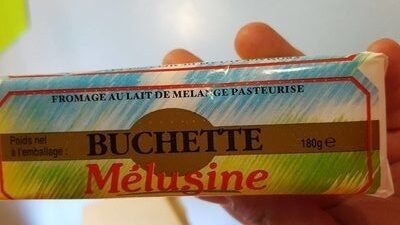 FROMAGE AU LAIT DE MELANGE PASTEURISE
Poids net
à l'emballage :
BUCHETTE
180g ℮
Mélusine